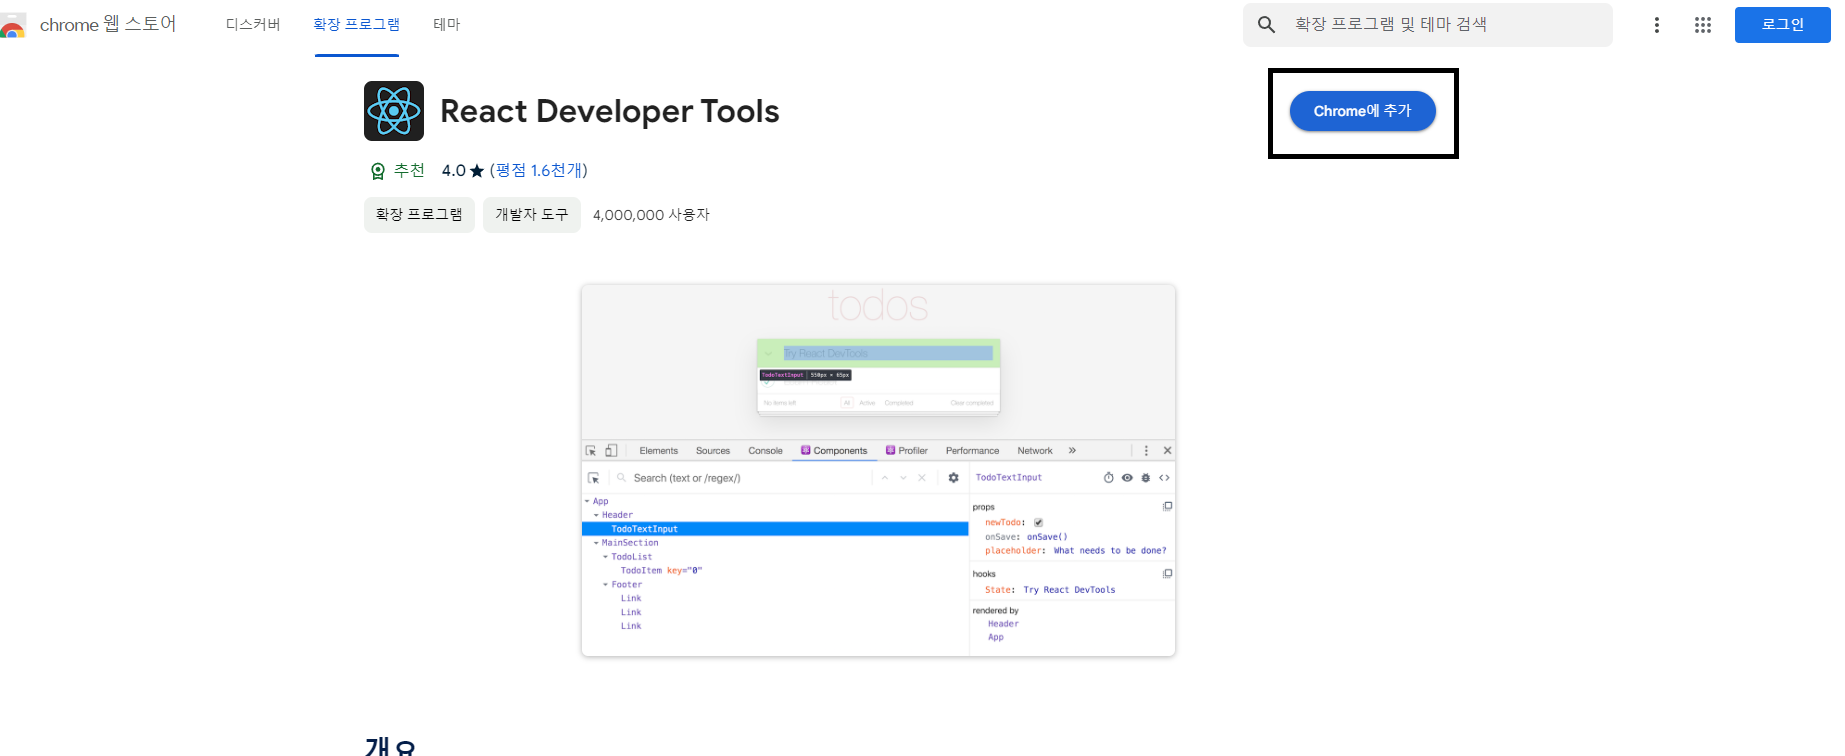 chrome 웹 스토어 디스커버 확장 프로그램 테마 확장 프로그램 및 테마 검색 로그인
React Developer Tools
Chrome에 추가
추천 4.0 ★ (평점 1.6천개)
확장 프로그램 개발자 도구 4,000,000 사용자
todos
Try React DevTools
TodoTextInput | 550px × 65px
No items left All Active Completed Clear completed
Elements Sources Console Components Profiler Performance Network »
Search (text or /regex/)
TodoTextInput
App
Header
TodoTextInput
MainSection
TodoList
TodoItem key="0"
Footer
Link
Link
Link
props
newTodo: ✔
onSave: onSave()
placeholder: What needs to be done?
hooks
State: Try React DevTools
rendered by
Header
App
개요